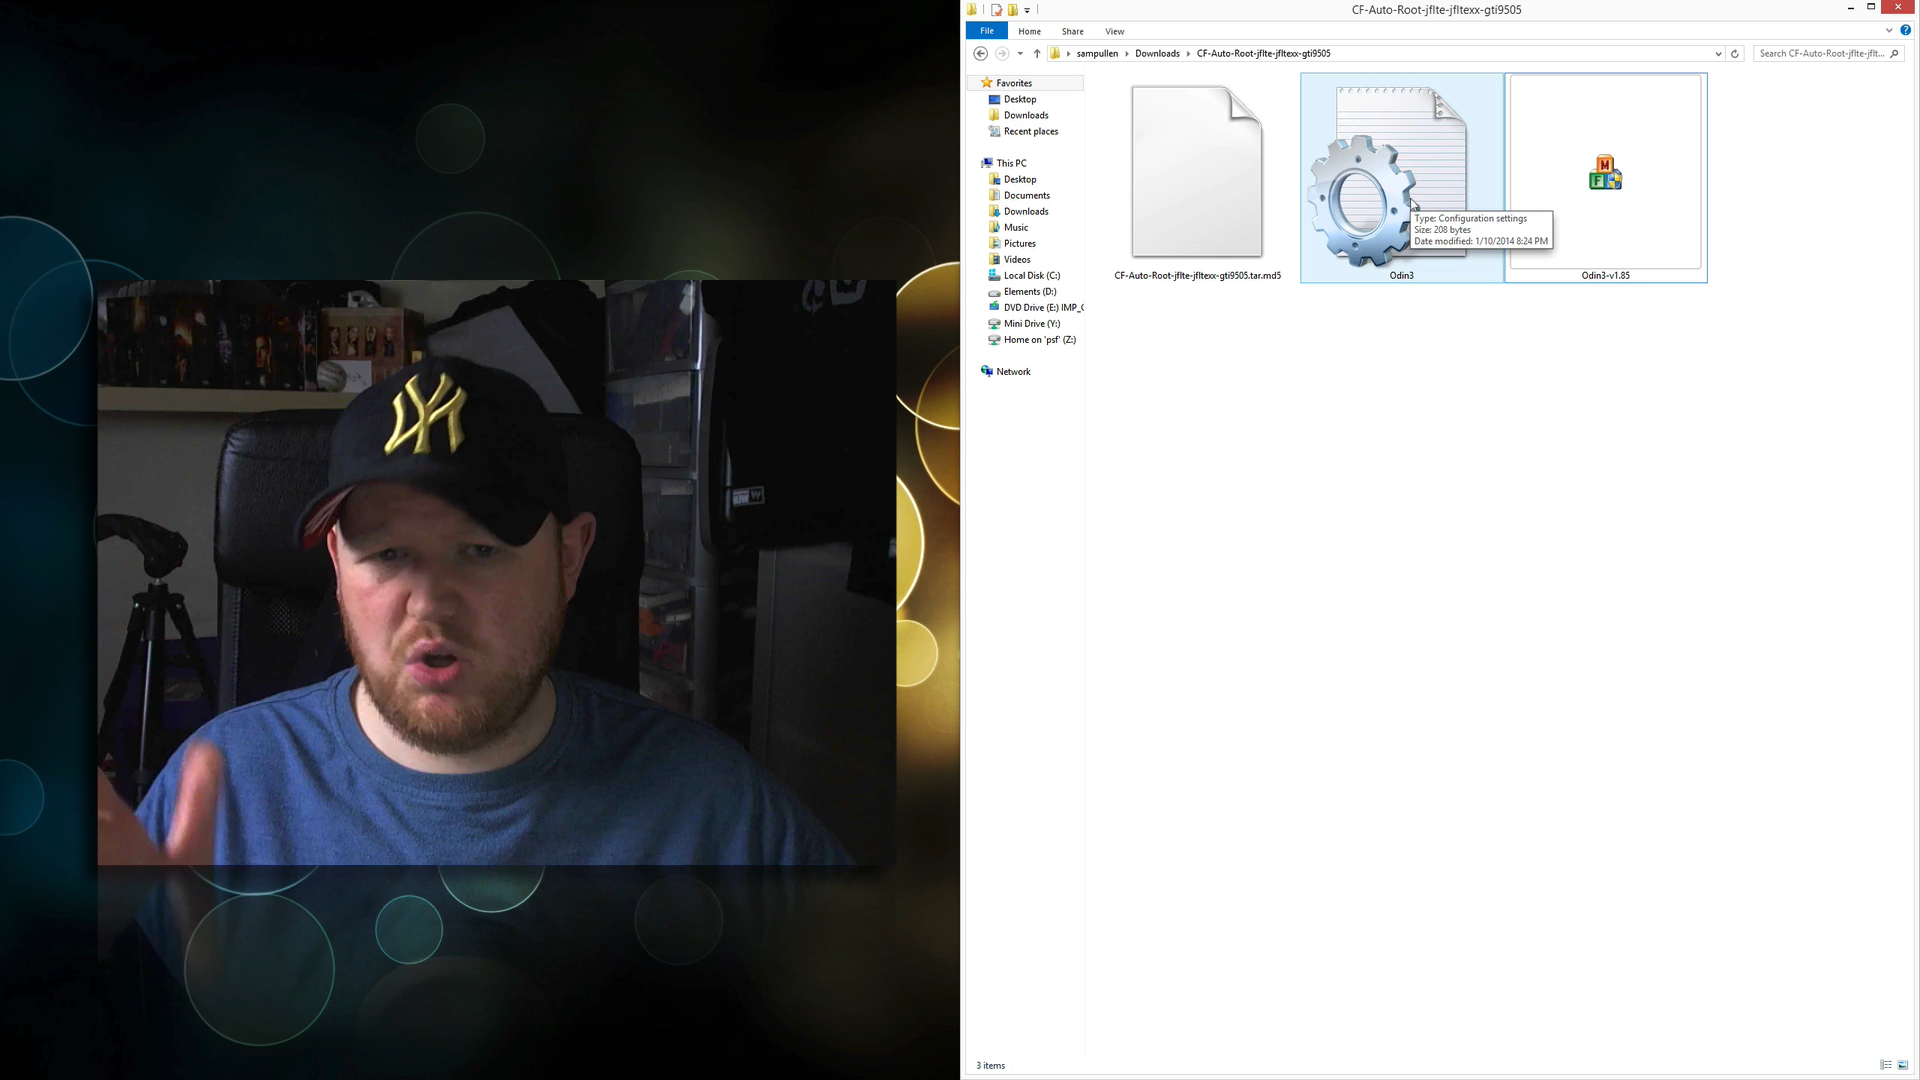 CF-Auto-Root-jflte-jfltexx-gti9505
File
Home
Share
View
sampullen
Downloads
CF-Auto-Root-jflte-jfltexx-gti9505
Search CF-Auto-Root-jflte-jflt...
Favorites
Desktop
Downloads
Recent places
This PC
Desktop
Documents
Downloads
Music
Pictures
Videos
Local Disk (C:)
Elements (D:)
DVD Drive (E:) IMP_C
Mini Drive (Y:)
Home on 'psf' (Z:)
Network
M
F
Type: Configuration settings
Size: 208 bytes
Date modified: 1/10/2014 8:24 PM
CF-Auto-Root-jflte-jfltexx-gti9505.tar.md5
Odin3
Odin3-v1.85
NY
3 items